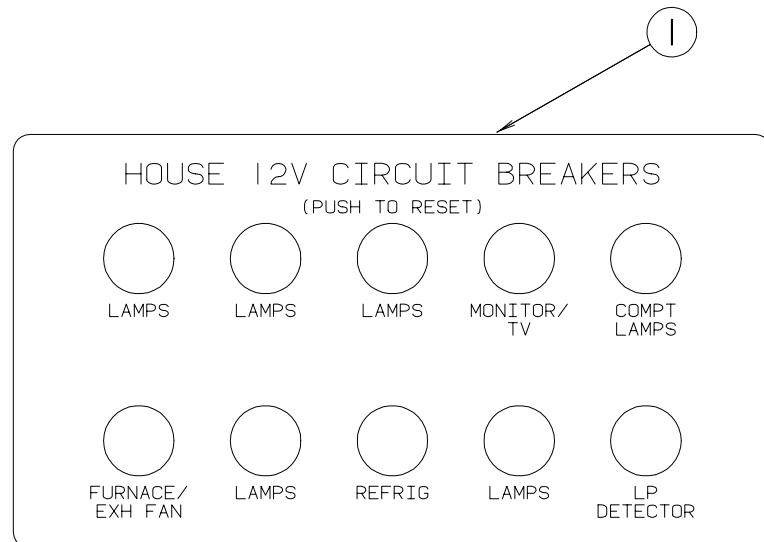 1
HOUSE 12V CIRCUIT BREAKERS
(PUSH TO RESET)
LAMPS LAMPS LAMPS MONITOR/ COMPT
TV LAMPS
FURNACE/ LAMPS REFRIG LAMPS LP
EXH FAN DETECTOR